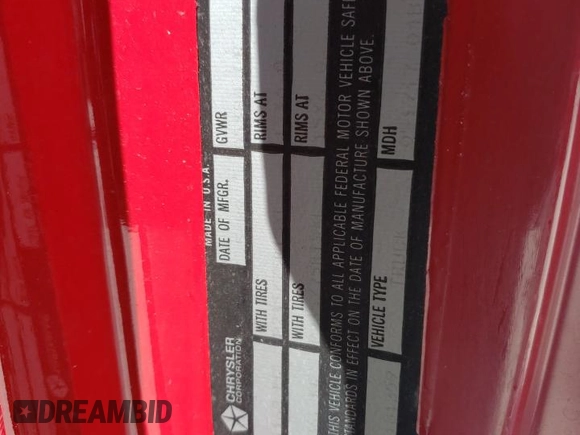 MADE IN U.S.A.
CHRYSLER
CORPORATION
DATE OF MFGR.
GVWR
WITH TIRES
RIMS AT
WITH TIRES
RIMS AT
THIS VEHICLE CONFORMS TO ALL APPLICABLE FEDERAL MOTOR VEHICLE
STANDARDS IN EFFECT ON THE DATE OF MANUFACTURE SHOWN ABOVE.
VEHICLE TYPE
MDH
DREAMBID